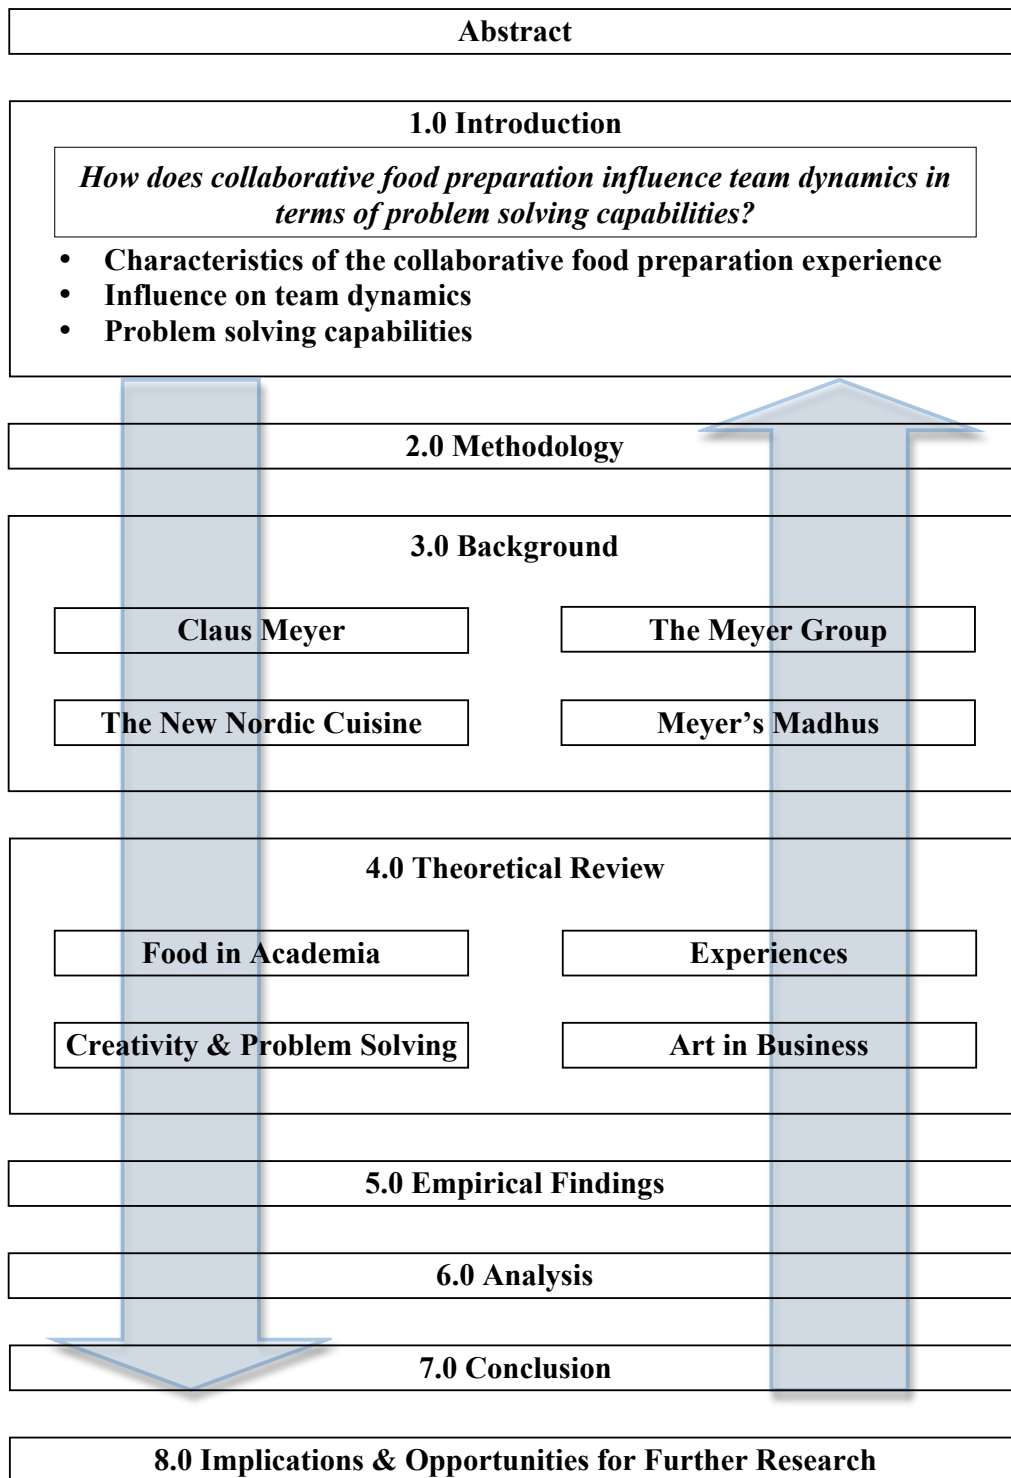 Abstract
1.0 Introduction
How does collaborative food preparation influence team dynamics in
terms of problem solving capabilities?
• Characteristics of the collaborative food preparation experience
• Influence on team dynamics
• Problem solving capabilities
2.0 Methodology
3.0 Background
Claus Meyer
The Meyer Group
The New Nordic Cuisine
Meyer’s Madhus
4.0 Theoretical Review
Food in Academia
Experiences
Creativity & Problem Solving
Art in Business
5.0 Empirical Findings
6.0 Analysis
7.0 Conclusion
8.0 Implications & Opportunities for Further Research